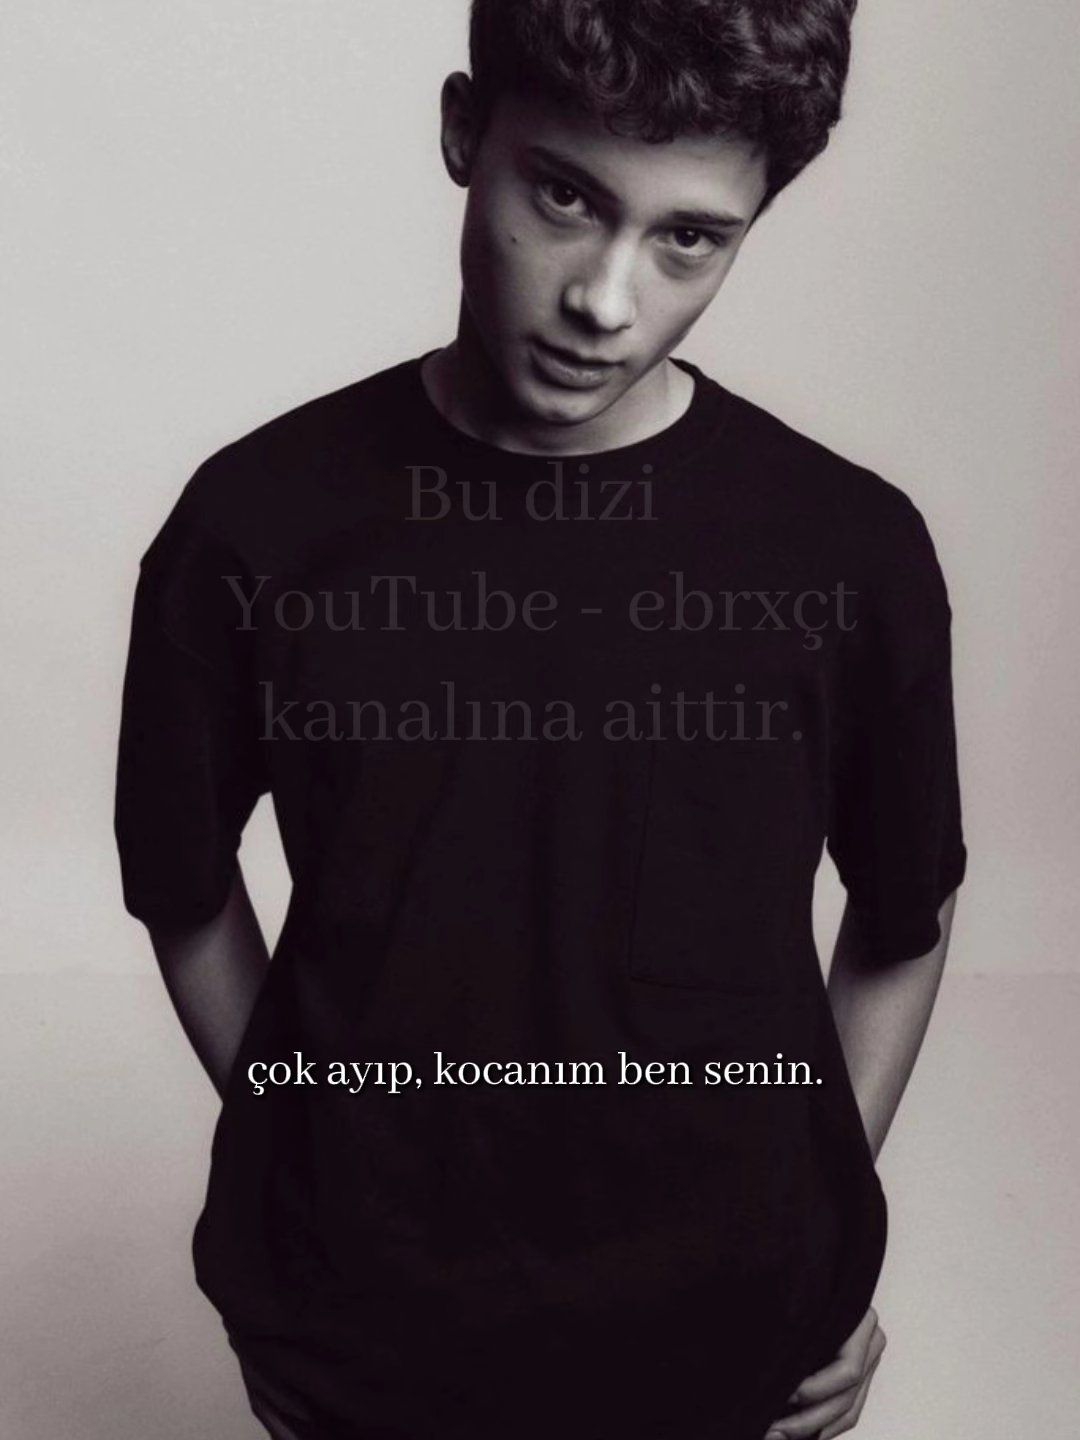 Bu dizi
YouTube - ebrxçt
kanalına aittir.
çok ayıp, kocanım ben senin.